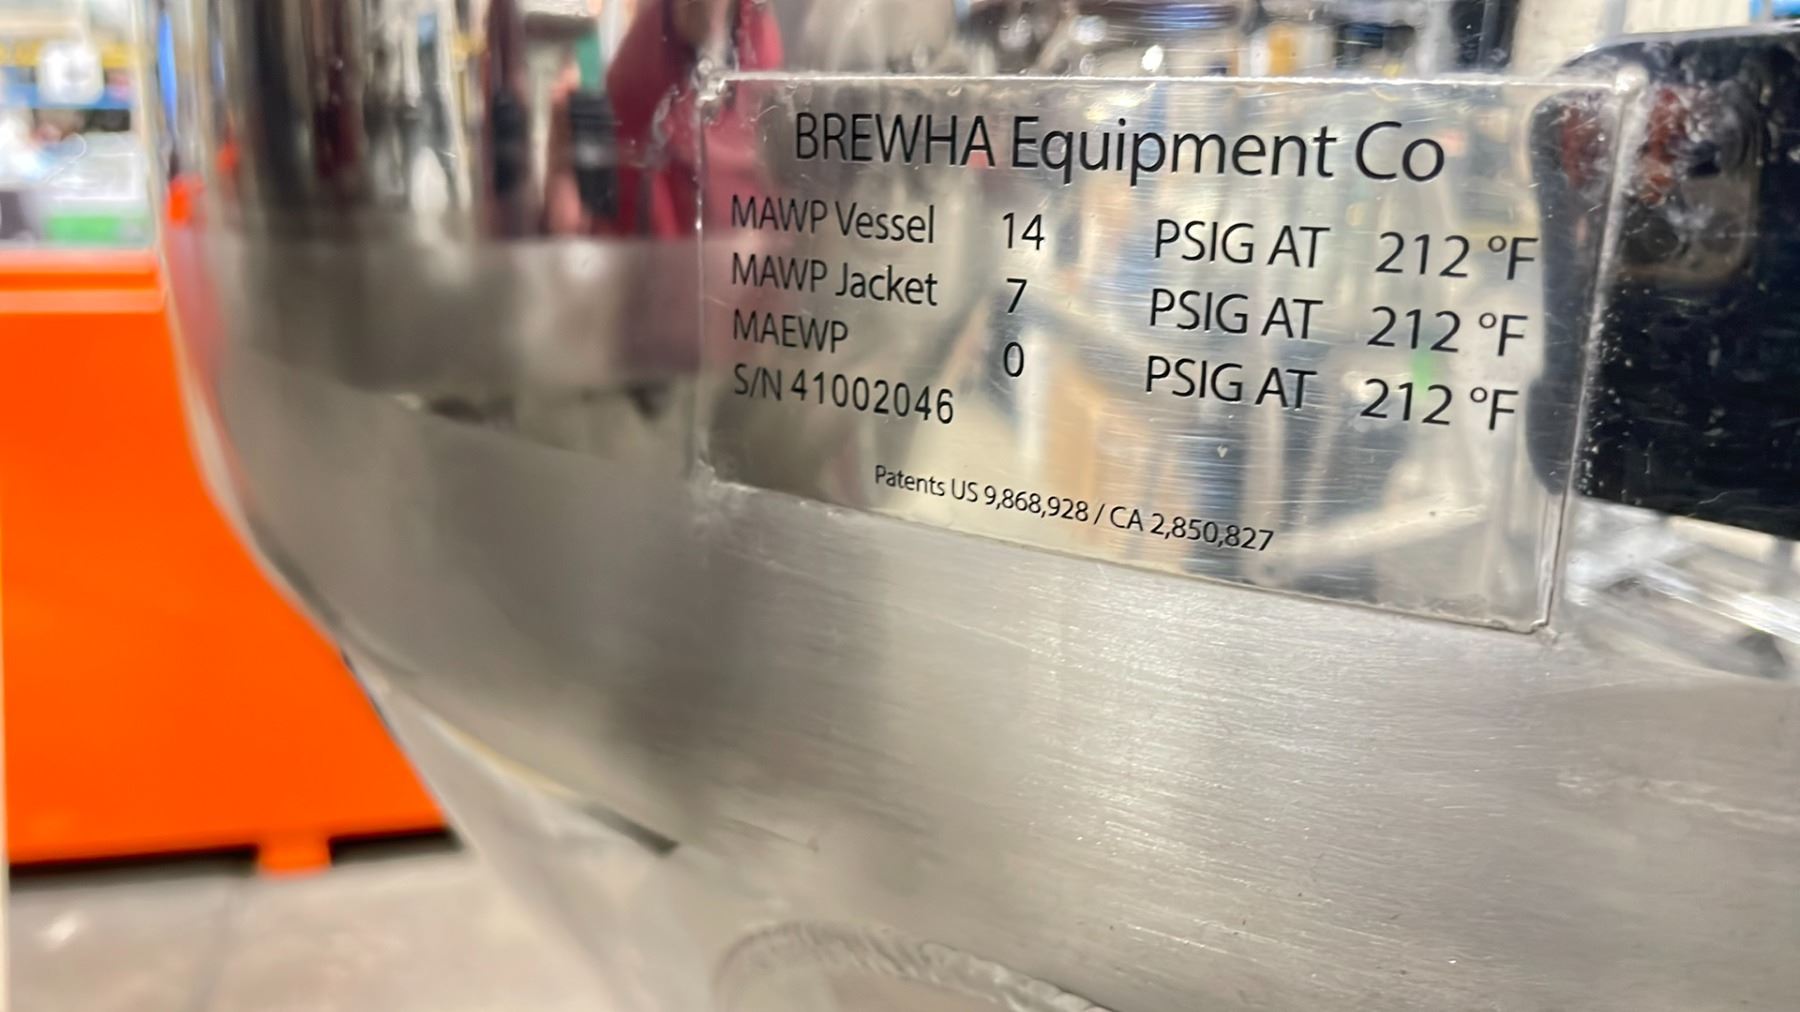 BREWHA Equipment Co
MAWP Vessel 14 PSIG AT 212 °F
MAWP Jacket 7 PSIG AT 212 °F
MAEWP 0 PSIG AT 212 °F
S/N 41002046
Patents US 9,868,928 / CA 2,850,827